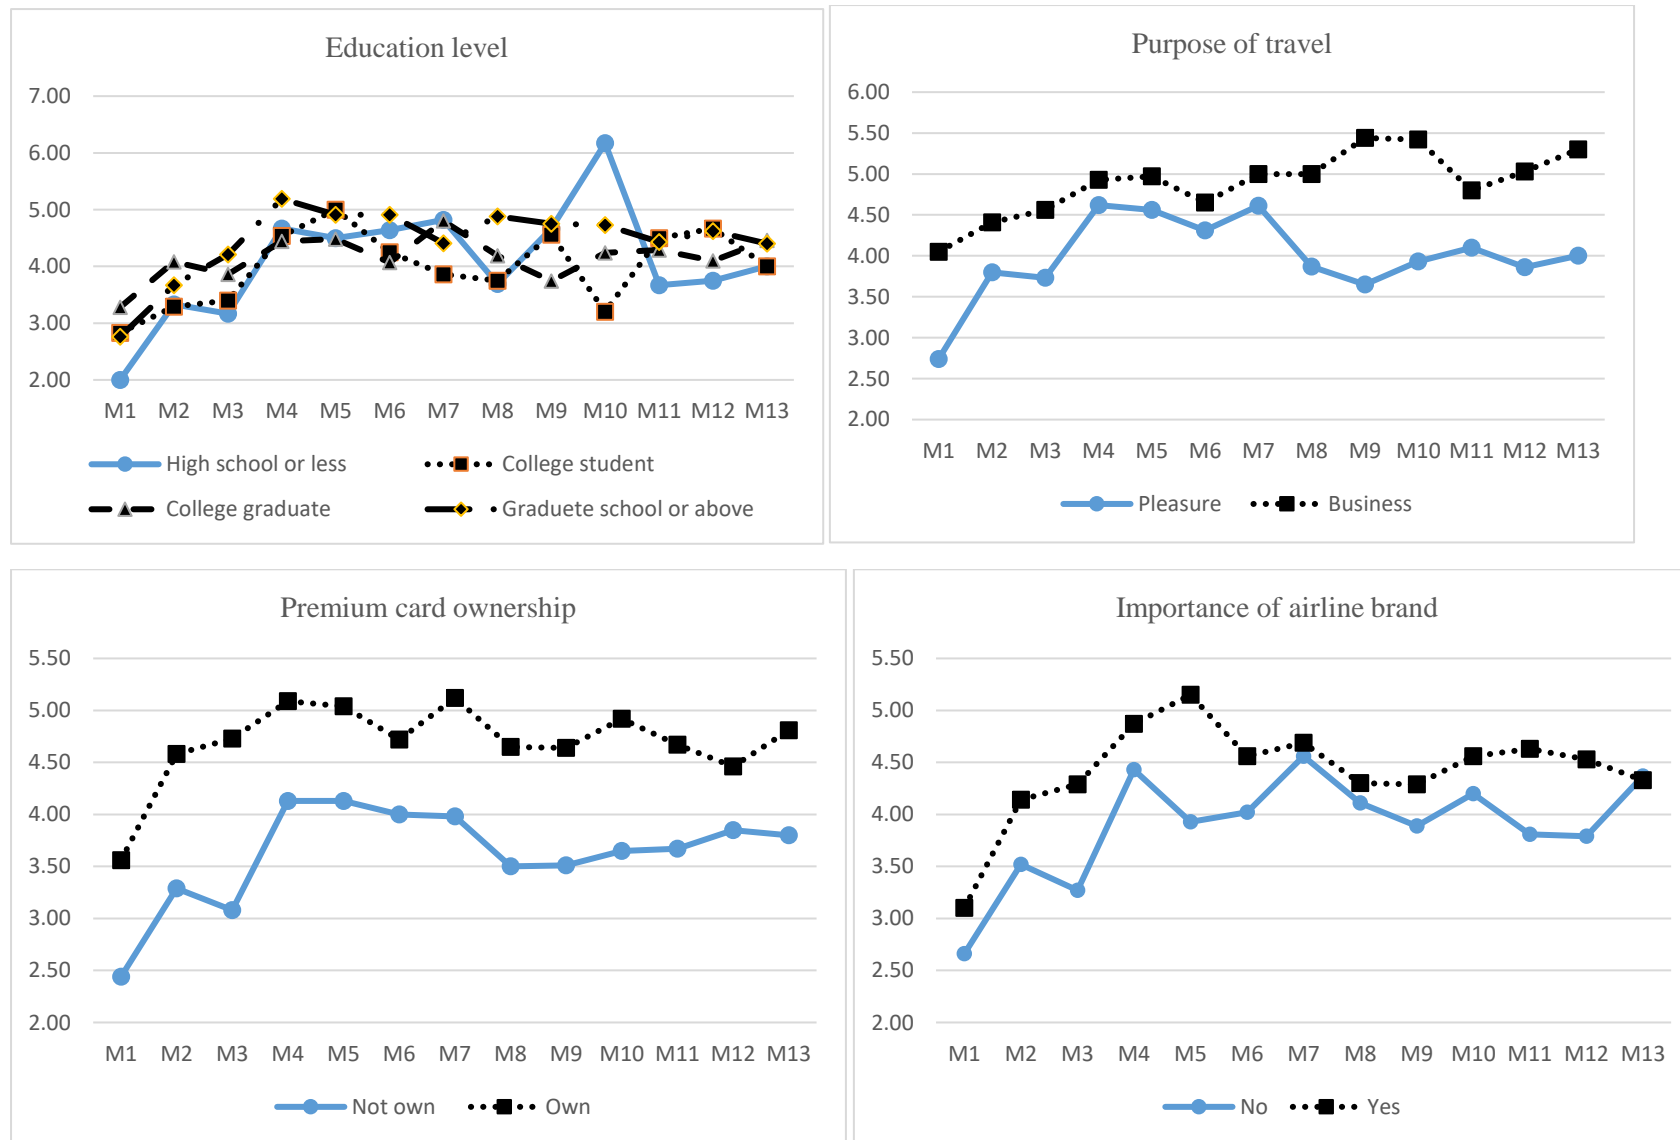 Education level
7.00
6.00
5.00
4.00
3.00
2.00
M1 M2 M3 M4 M5 M6 M7 M8 M9 M10 M11 M12 M13
High school or less College student
College graduate Graduete school or above
Purpose of travel
6.00
5.50
5.00
4.50
4.00
3.50
3.00
2.50
2.00
M1 M2 M3 M4 M5 M6 M7 M8 M9 M10 M11 M12 M13
Pleasure Business
Premium card ownership
5.50
5.00
4.50
4.00
3.50
3.00
2.50
2.00
M1 M2 M3 M4 M5 M6 M7 M8 M9 M10 M11 M12 M13
Not own Own
Importance of airline brand
5.50
5.00
4.50
4.00
3.50
3.00
2.50
2.00
M1 M2 M3 M4 M5 M6 M7 M8 M9 M10 M11 M12 M13
No Yes